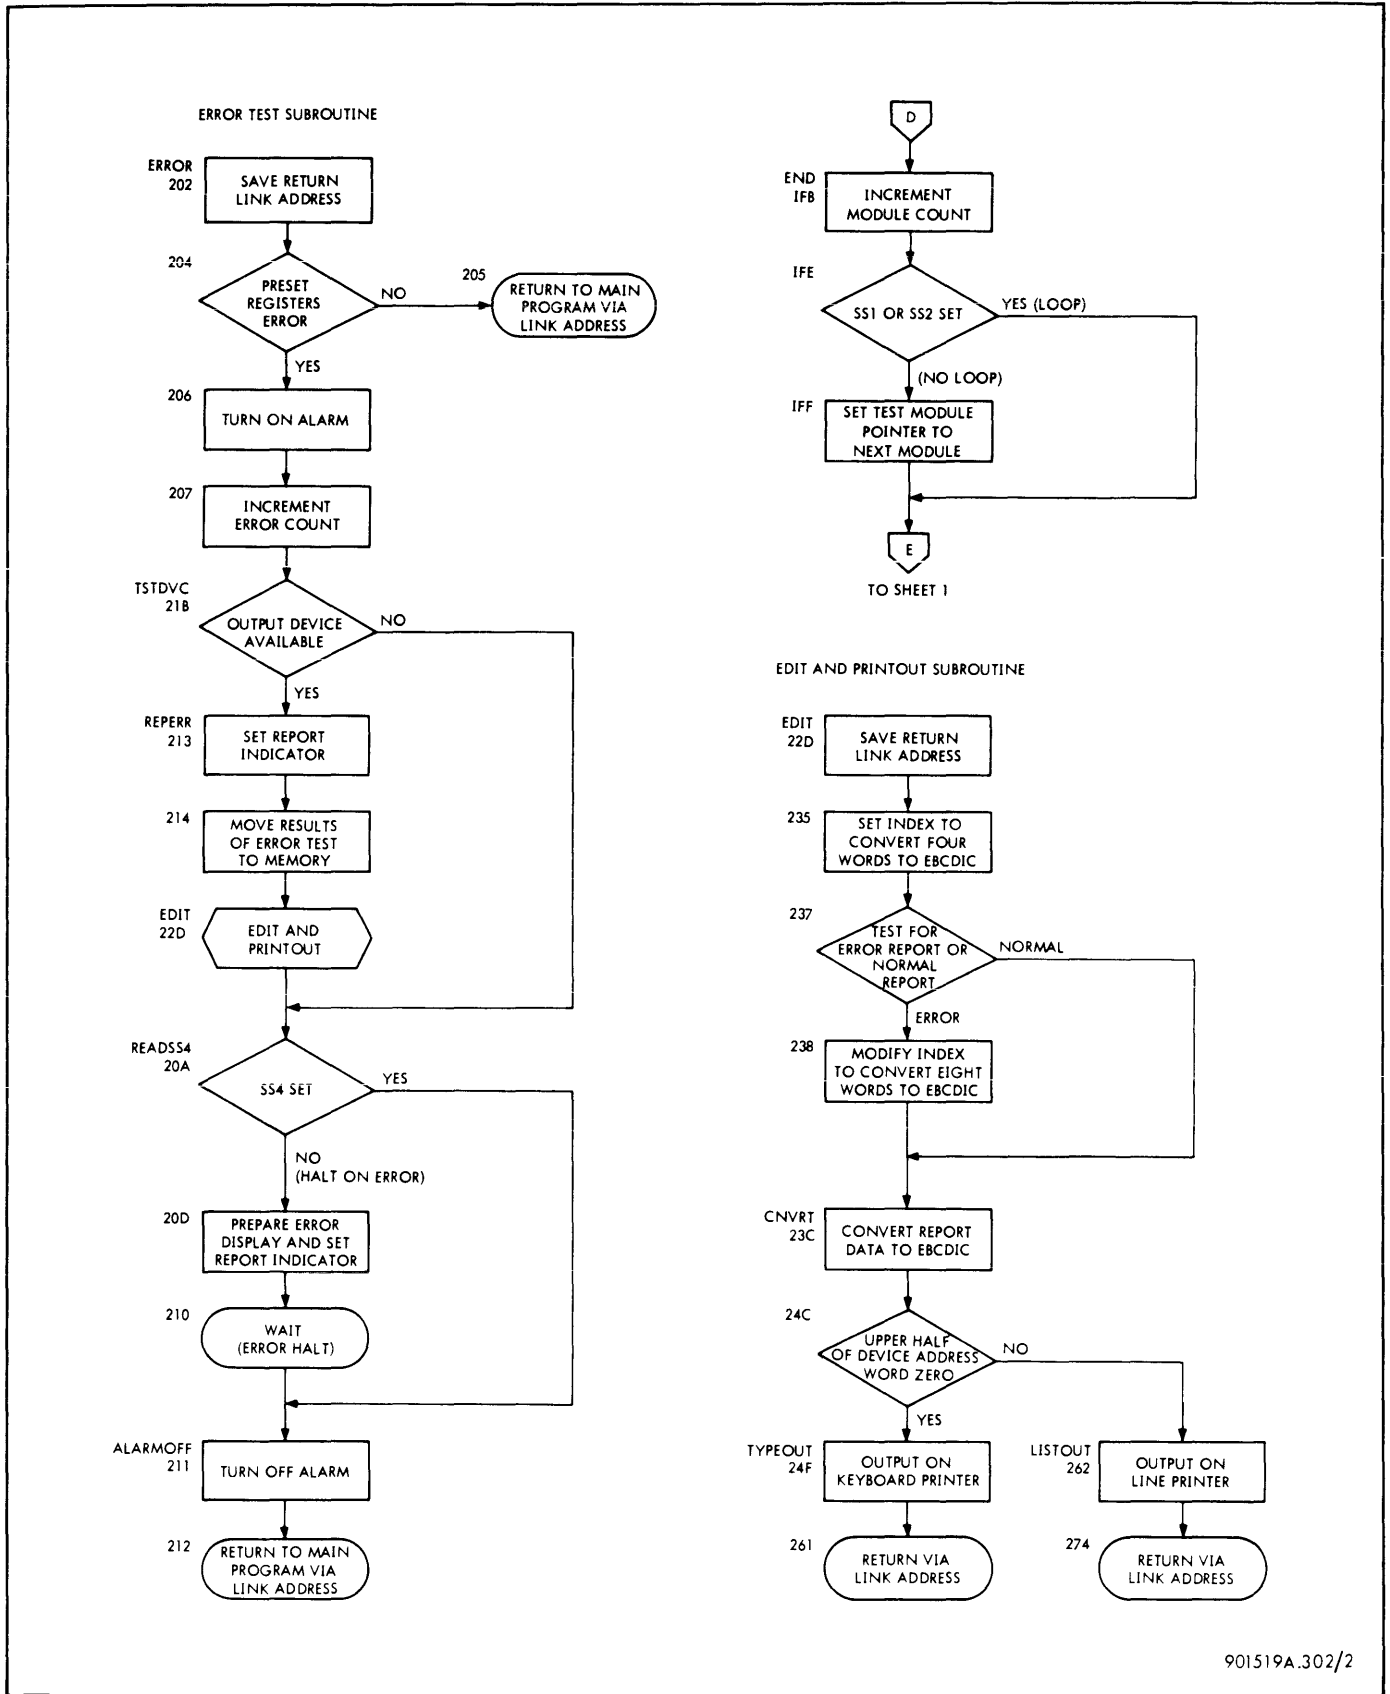 ERROR TEST SUBROUTINE
ERROR
202
SAVE RETURN
LINK ADDRESS
204
PRESET
REGISTERS
ERROR
NO
205
RETURN TO MAIN
PROGRAM VIA
LINK ADDRESS
YES
206
TURN ON ALARM
207
INCREMENT
ERROR COUNT
TSTDVC
21B
OUTPUT DEVICE
AVAILABLE
NO
YES
REPERR
213
SET REPORT
INDICATOR
214
MOVE RESULTS
OF ERROR TEST
TO MEMORY
EDIT
22D
EDIT AND
PRINTOUT
READSS4
20A
SS4 SET
YES
NO
(HALT ON ERROR)
20D
PREPARE ERROR
DISPLAY AND SET
REPORT INDICATOR
210
WAIT
(ERROR HALT)
ALARMOFF
211
TURN OFF ALARM
212
RETURN TO MAIN
PROGRAM VIA
LINK ADDRESS
D
END
IFB
INCREMENT
MODULE COUNT
IFE
SS1 OR SS2 SET
YES (LOOP)
(NO LOOP)
IFF
SET TEST MODULE
POINTER TO
NEXT MODULE
E
TO SHEET 1
EDIT AND PRINTOUT SUBROUTINE
EDIT
22D
SAVE RETURN
LINK ADDRESS
235
SET INDEX TO
CONVERT FOUR
WORDS TO EBCDIC
237
TEST FOR
ERROR REPORT OR
NORMAL
REPORT
NORMAL
ERROR
238
MODIFY INDEX
TO CONVERT EIGHT
WORDS TO EBCDIC
CNVRT
23C
CONVERT REPORT
DATA TO EBCDIC
24C
UPPER HALF
OF DEVICE ADDRESS
WORD ZERO
NO
YES
TYPEOUT
24F
OUTPUT ON
KEYBOARD PRINTER
LISTOUT
262
OUTPUT ON
LINE PRINTER
261
RETURN VIA
LINK ADDRESS
274
RETURN VIA
LINK ADDRESS
901519A.302/2